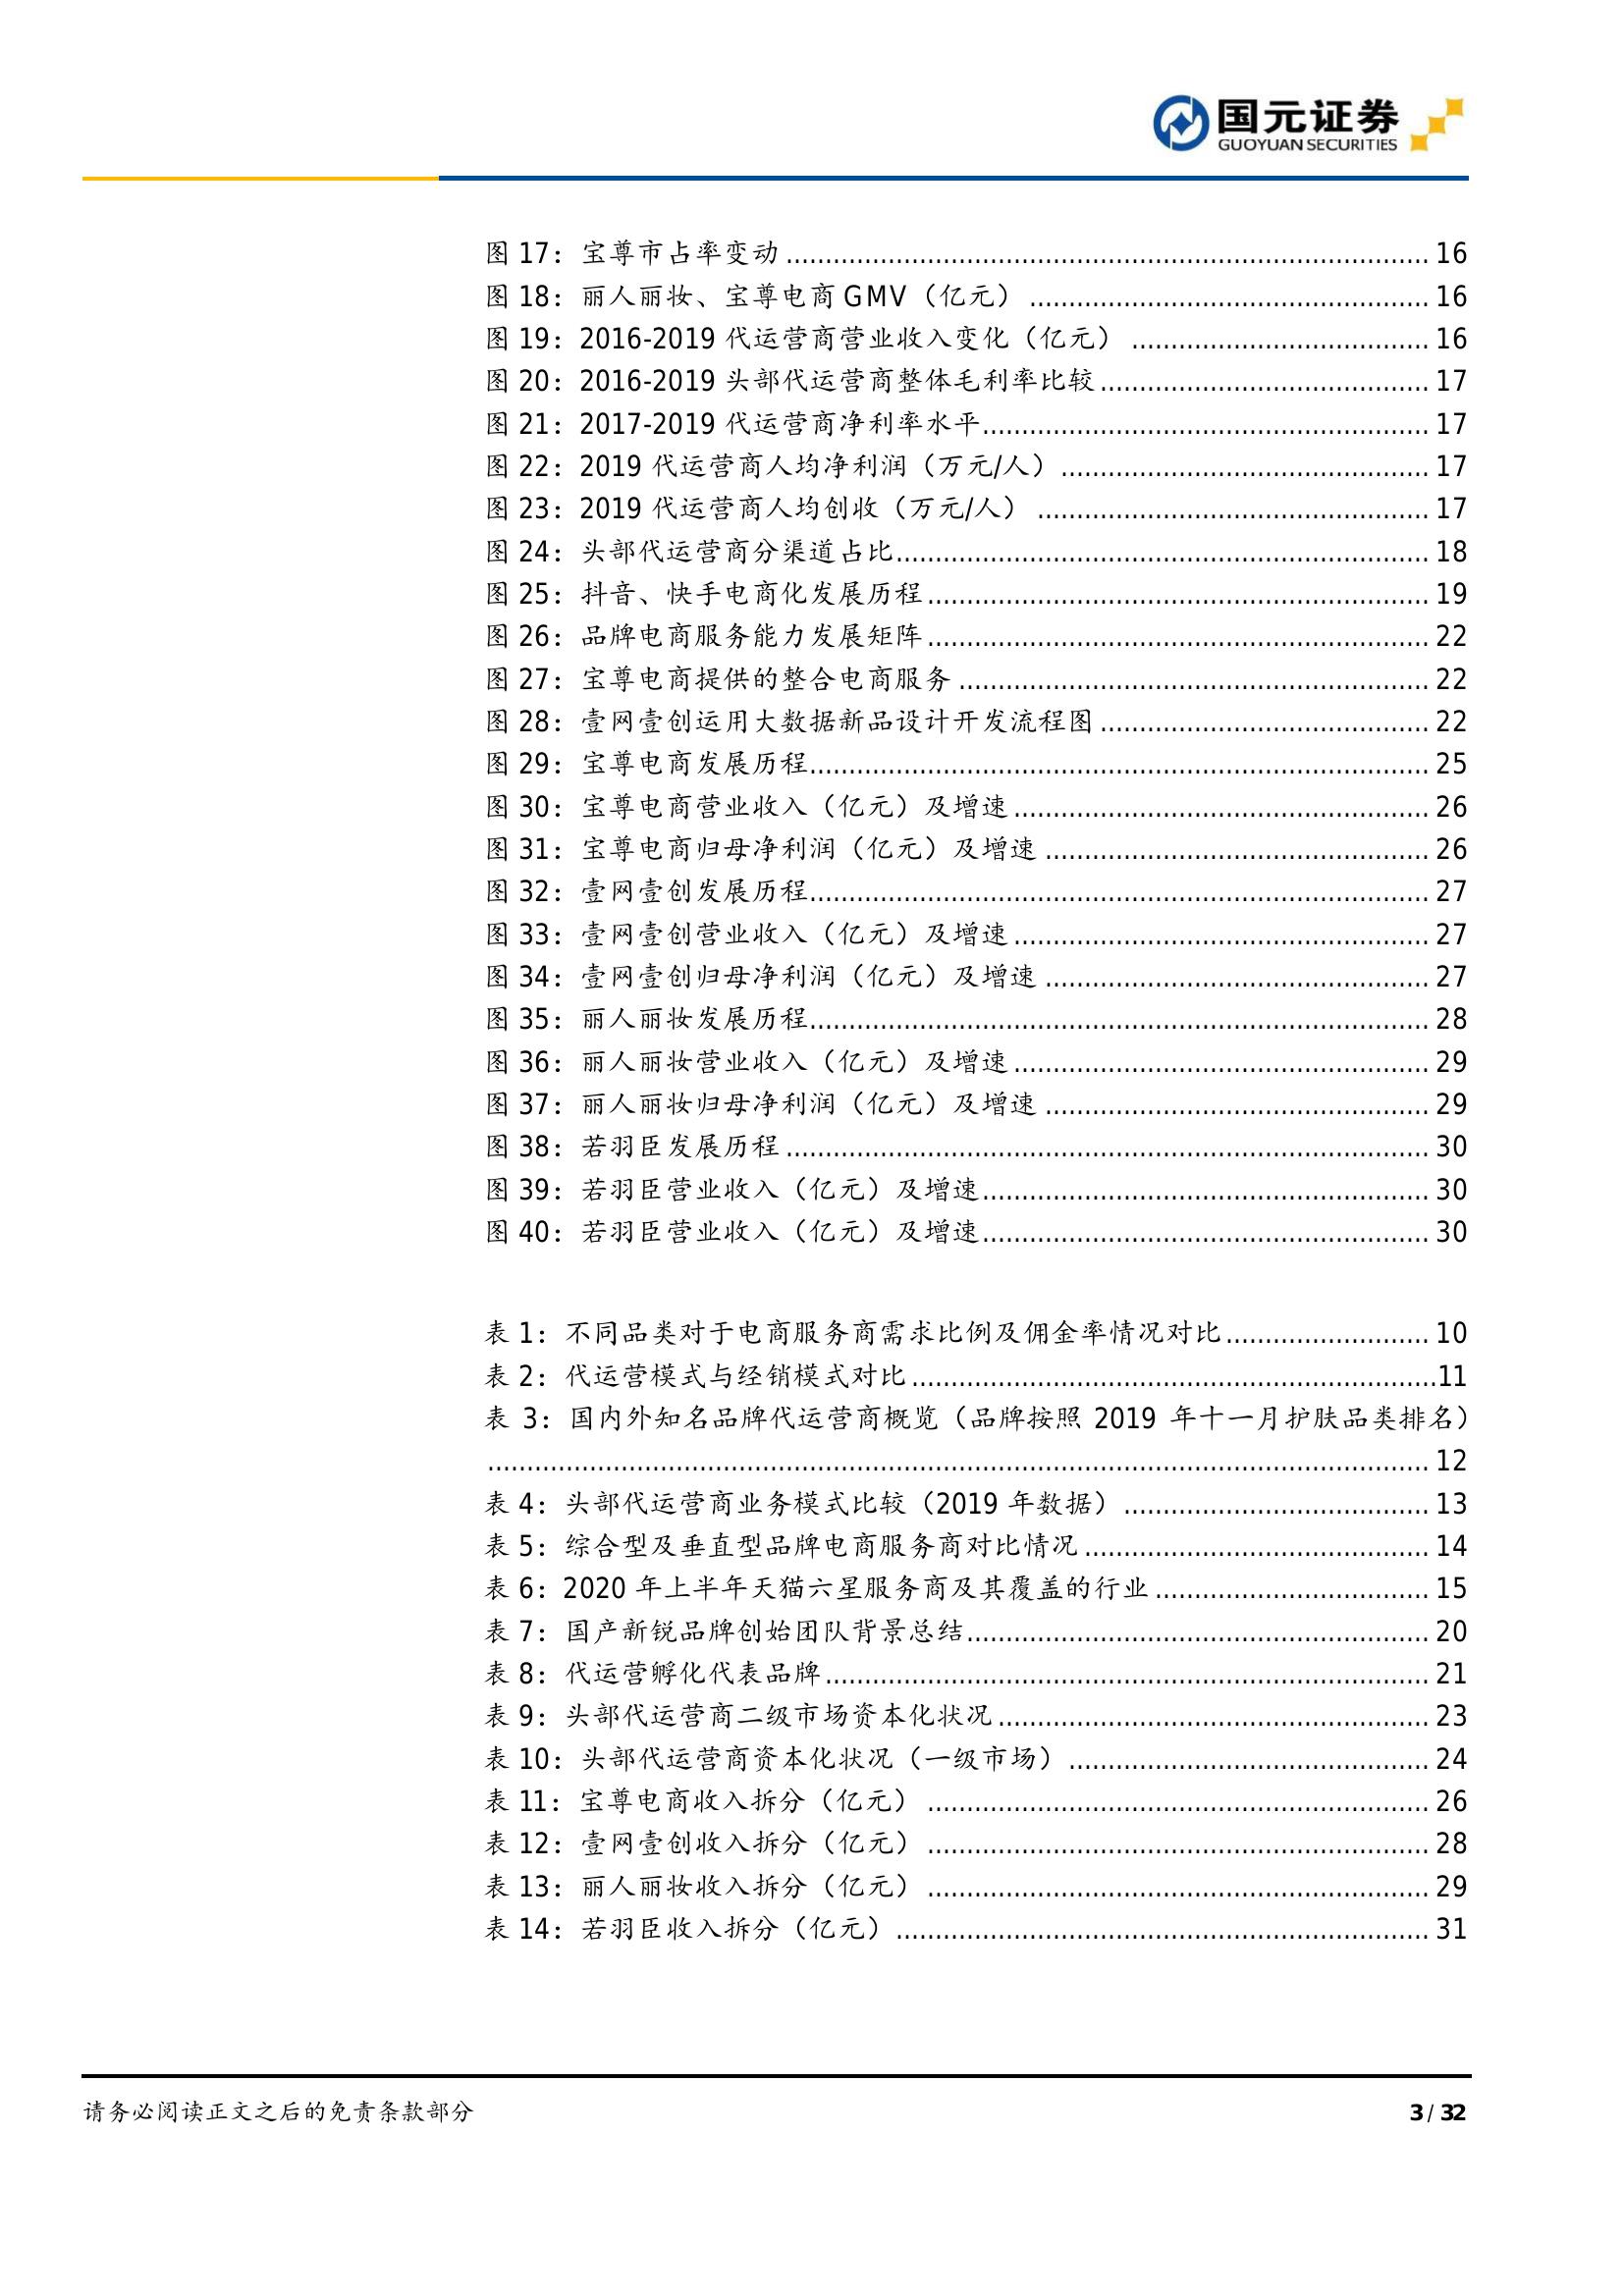 国元证券
GUOYUAN SECURITIES
图 17：宝尊市占率变动 ........ 16
图 18：丽人丽妆、宝尊电商 GMV（亿元） ........ 16
图 19：2016-2019 代运营商营业收入变化（亿元） ........ 16
图 20：2016-2019 头部代运营商整体毛利率比较 ........ 17
图 21：2017-2019 代运营商净利率水平 ........ 17
图 22：2019 代运营商人均净利润（万元/人） ........ 17
图 23：2019 代运营商人均创收（万元/人） ........ 17
图 24：头部代运营商分渠道占比 ........ 18
图 25：抖音、快手电商化发展历程 ........ 19
图 26：品牌电商服务能力发展矩阵 ........ 22
图 27：宝尊电商提供的整合电商服务 ........ 22
图 28：壹网壹创运用大数据新品设计开发流程图 ........ 22
图 29：宝尊电商发展历程 ........ 25
图 30：宝尊电商营业收入（亿元）及增速 ........ 26
图 31：宝尊电商归母净利润（亿元）及增速 ........ 26
图 32：壹网壹创发展历程 ........ 27
图 33：壹网壹创营业收入（亿元）及增速 ........ 27
图 34：壹网壹创归母净利润（亿元）及增速 ........ 27
图 35：丽人丽妆发展历程 ........ 28
图 36：丽人丽妆营业收入（亿元）及增速 ........ 29
图 37：丽人丽妆归母净利润（亿元）及增速 ........ 29
图 38：若羽臣发展历程 ........ 30
图 39：若羽臣营业收入（亿元）及增速 ........ 30
图 40：若羽臣营业收入（亿元）及增速 ........ 30
表 1：不同品类对于电商服务商需求比例及佣金率情况对比 ........ 10
表 2：代运营模式与经销模式对比 ........ 11
表 3：国内外知名品牌代运营商概览（品牌按照 2019 年十一月护肤品类排名）
........ 12
表 4：头部代运营商业务模式比较（2019 年数据） ........ 13
表 5：综合型及垂直型品牌电商服务商对比情况 ........ 14
表 6：2020 年上半年天猫六星服务商及其覆盖的行业 ........ 15
表 7：国产新锐品牌创始团队背景总结 ........ 20
表 8：代运营孵化代表品牌 ........ 21
表 9：头部代运营商二级市场资本化状况 ........ 23
表 10：头部代运营商资本化状况（一级市场） ........ 24
表 11：宝尊电商收入拆分（亿元） ........ 26
表 12：壹网壹创收入拆分（亿元） ........ 28
表 13：丽人丽妆收入拆分（亿元） ........ 29
表 14：若羽臣收入拆分（亿元） ........ 31
请务必阅读正文之后的免责条款部分
3 / 32